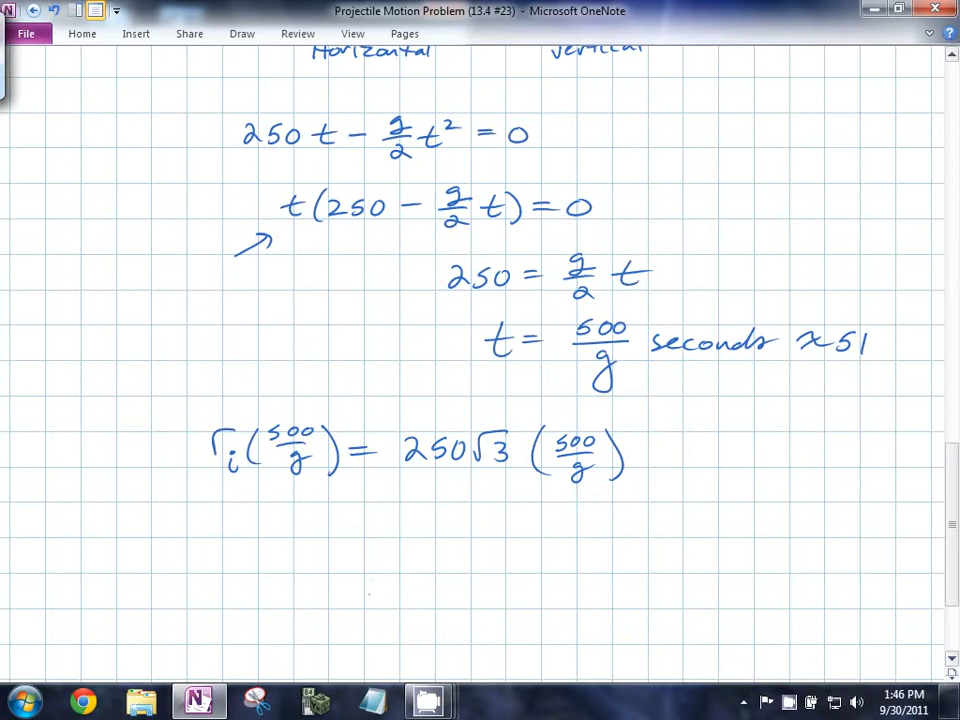 Projectile Motion Problem (13.4 #23) - Microsoft OneNote
File Home Insert Share Draw Review View Pages
Horizontal vertical
250t - g/2 t² = 0
t(250 - g/2 t) = 0
250 = g/2 t
t = 500/g seconds ≈ 51
r_i(500/g) = 250√3 (500/g)
1:46 PM
9/30/2011